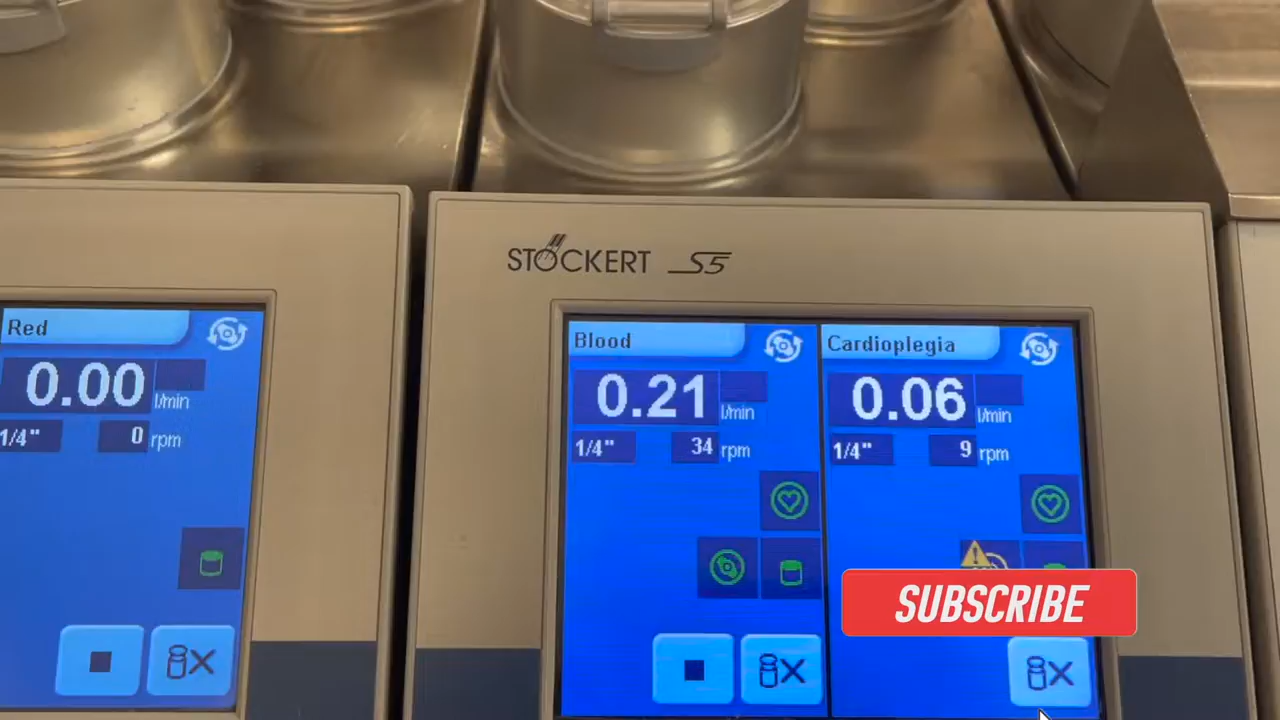 STÖCKERT S5
Red
0.00 l/min
1/4" 0 rpm
Blood
0.21 l/min
1/4" 34 rpm
Cardioplegia
0.06 l/min
1/4" 9 rpm
SUBSCRIBE